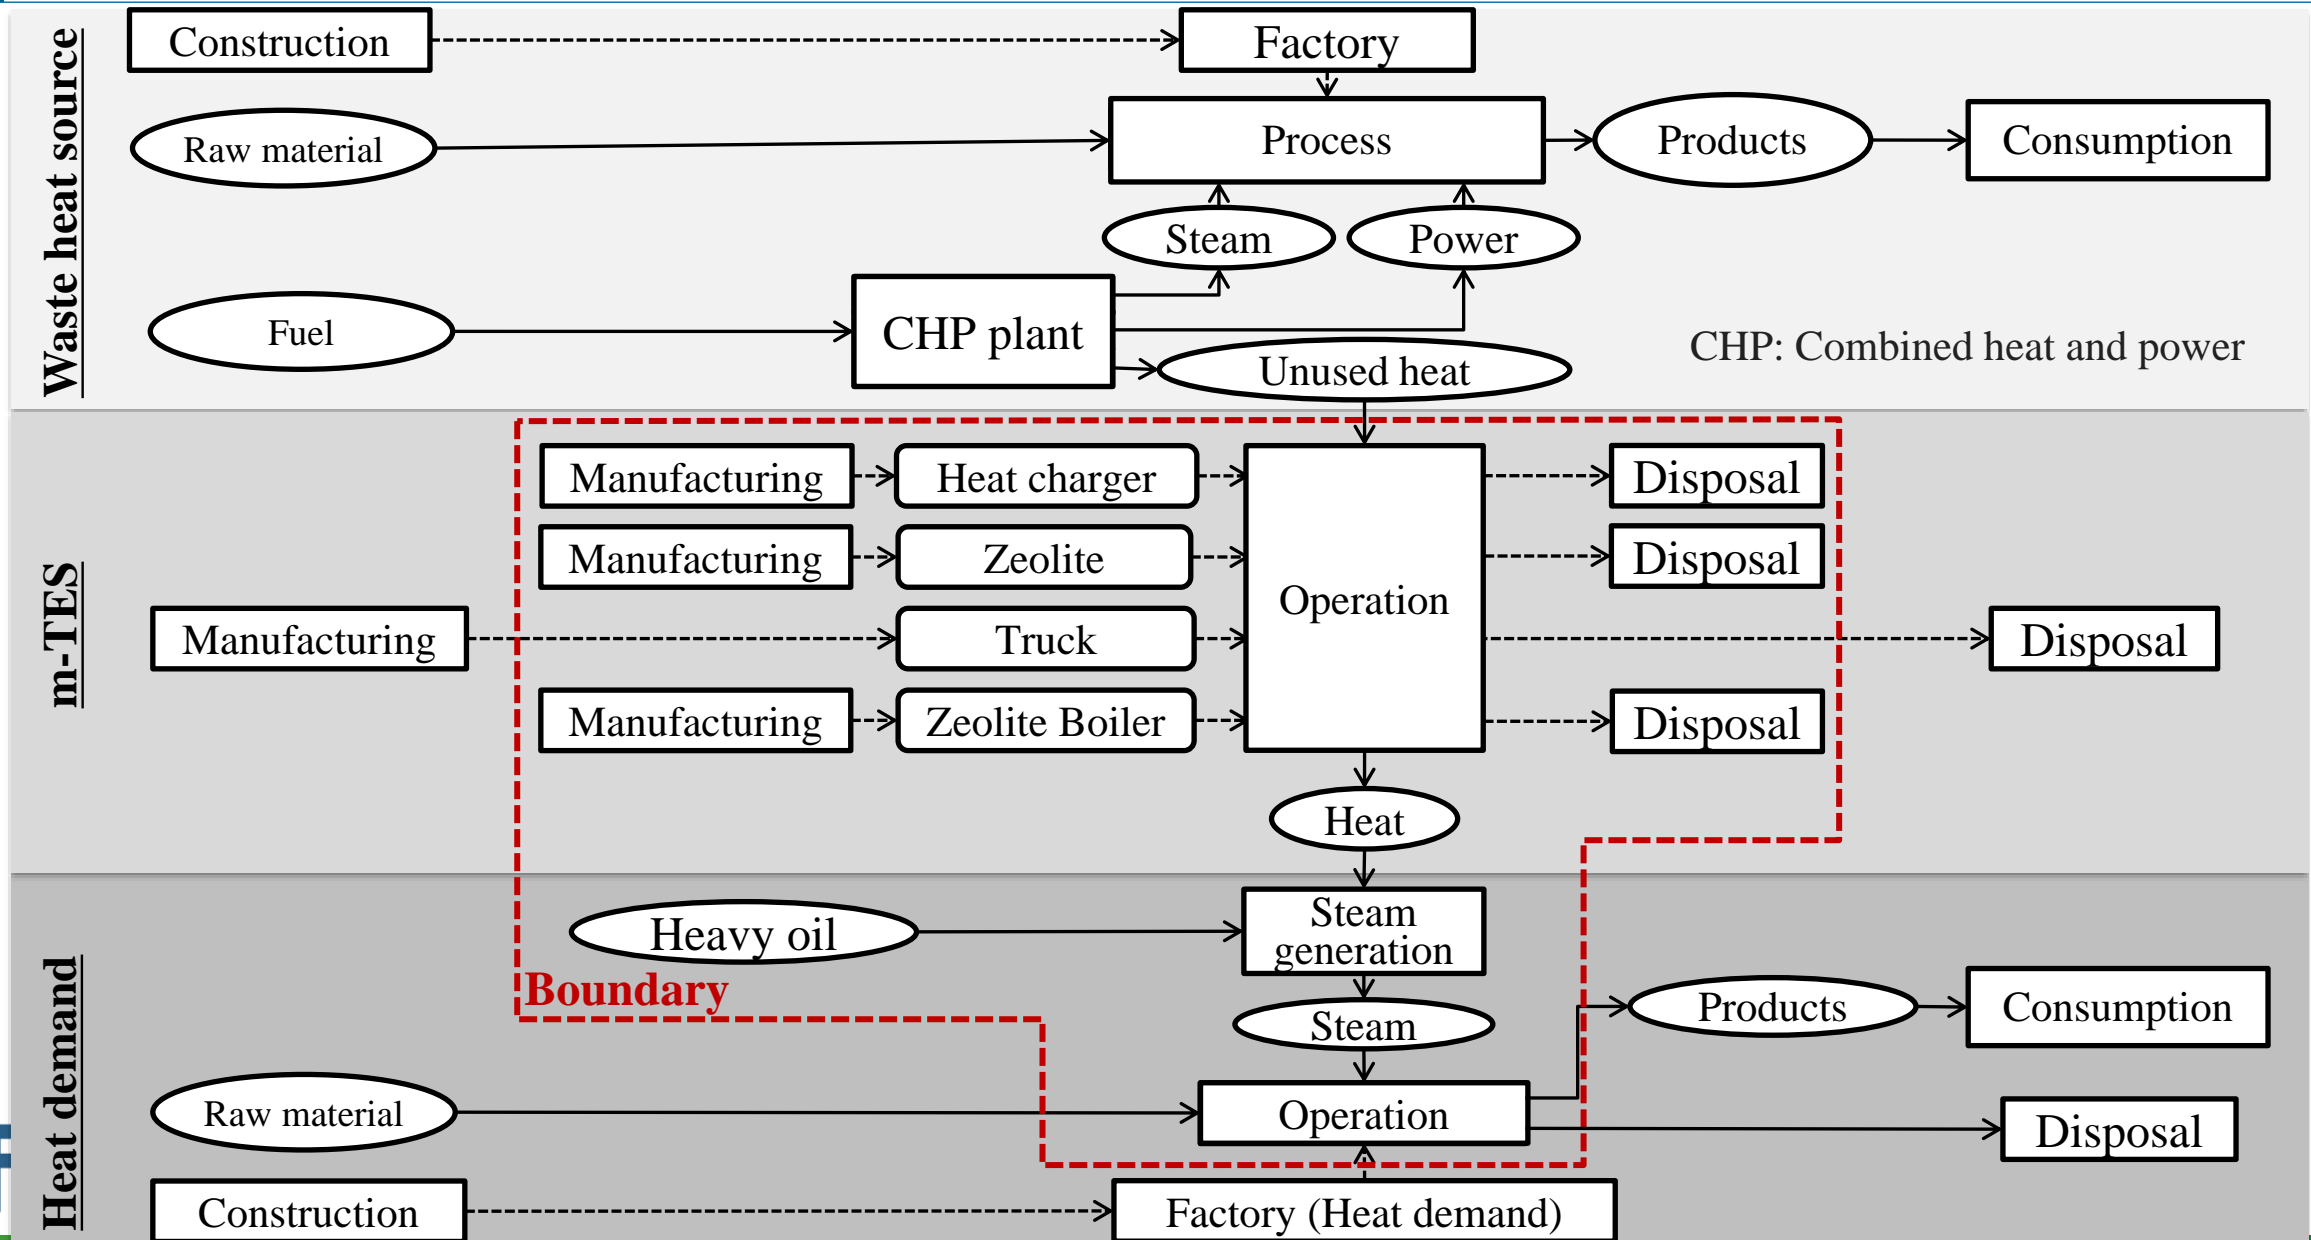 Waste heat source
Construction
Factory
Raw material
Process
Products
Consumption
Steam
Power
Fuel
CHP plant
Unused heat
CHP: Combined heat and power
m-TES
Manufacturing
Heat charger
Disposal
Manufacturing
Zeolite
Disposal
Operation
Manufacturing
Truck
Disposal
Manufacturing
Zeolite Boiler
Disposal
Heat
Heat demand
Heavy oil
Steam
generation
Boundary
Steam
Products
Consumption
Raw material
Operation
Disposal
Construction
Factory (Heat demand)